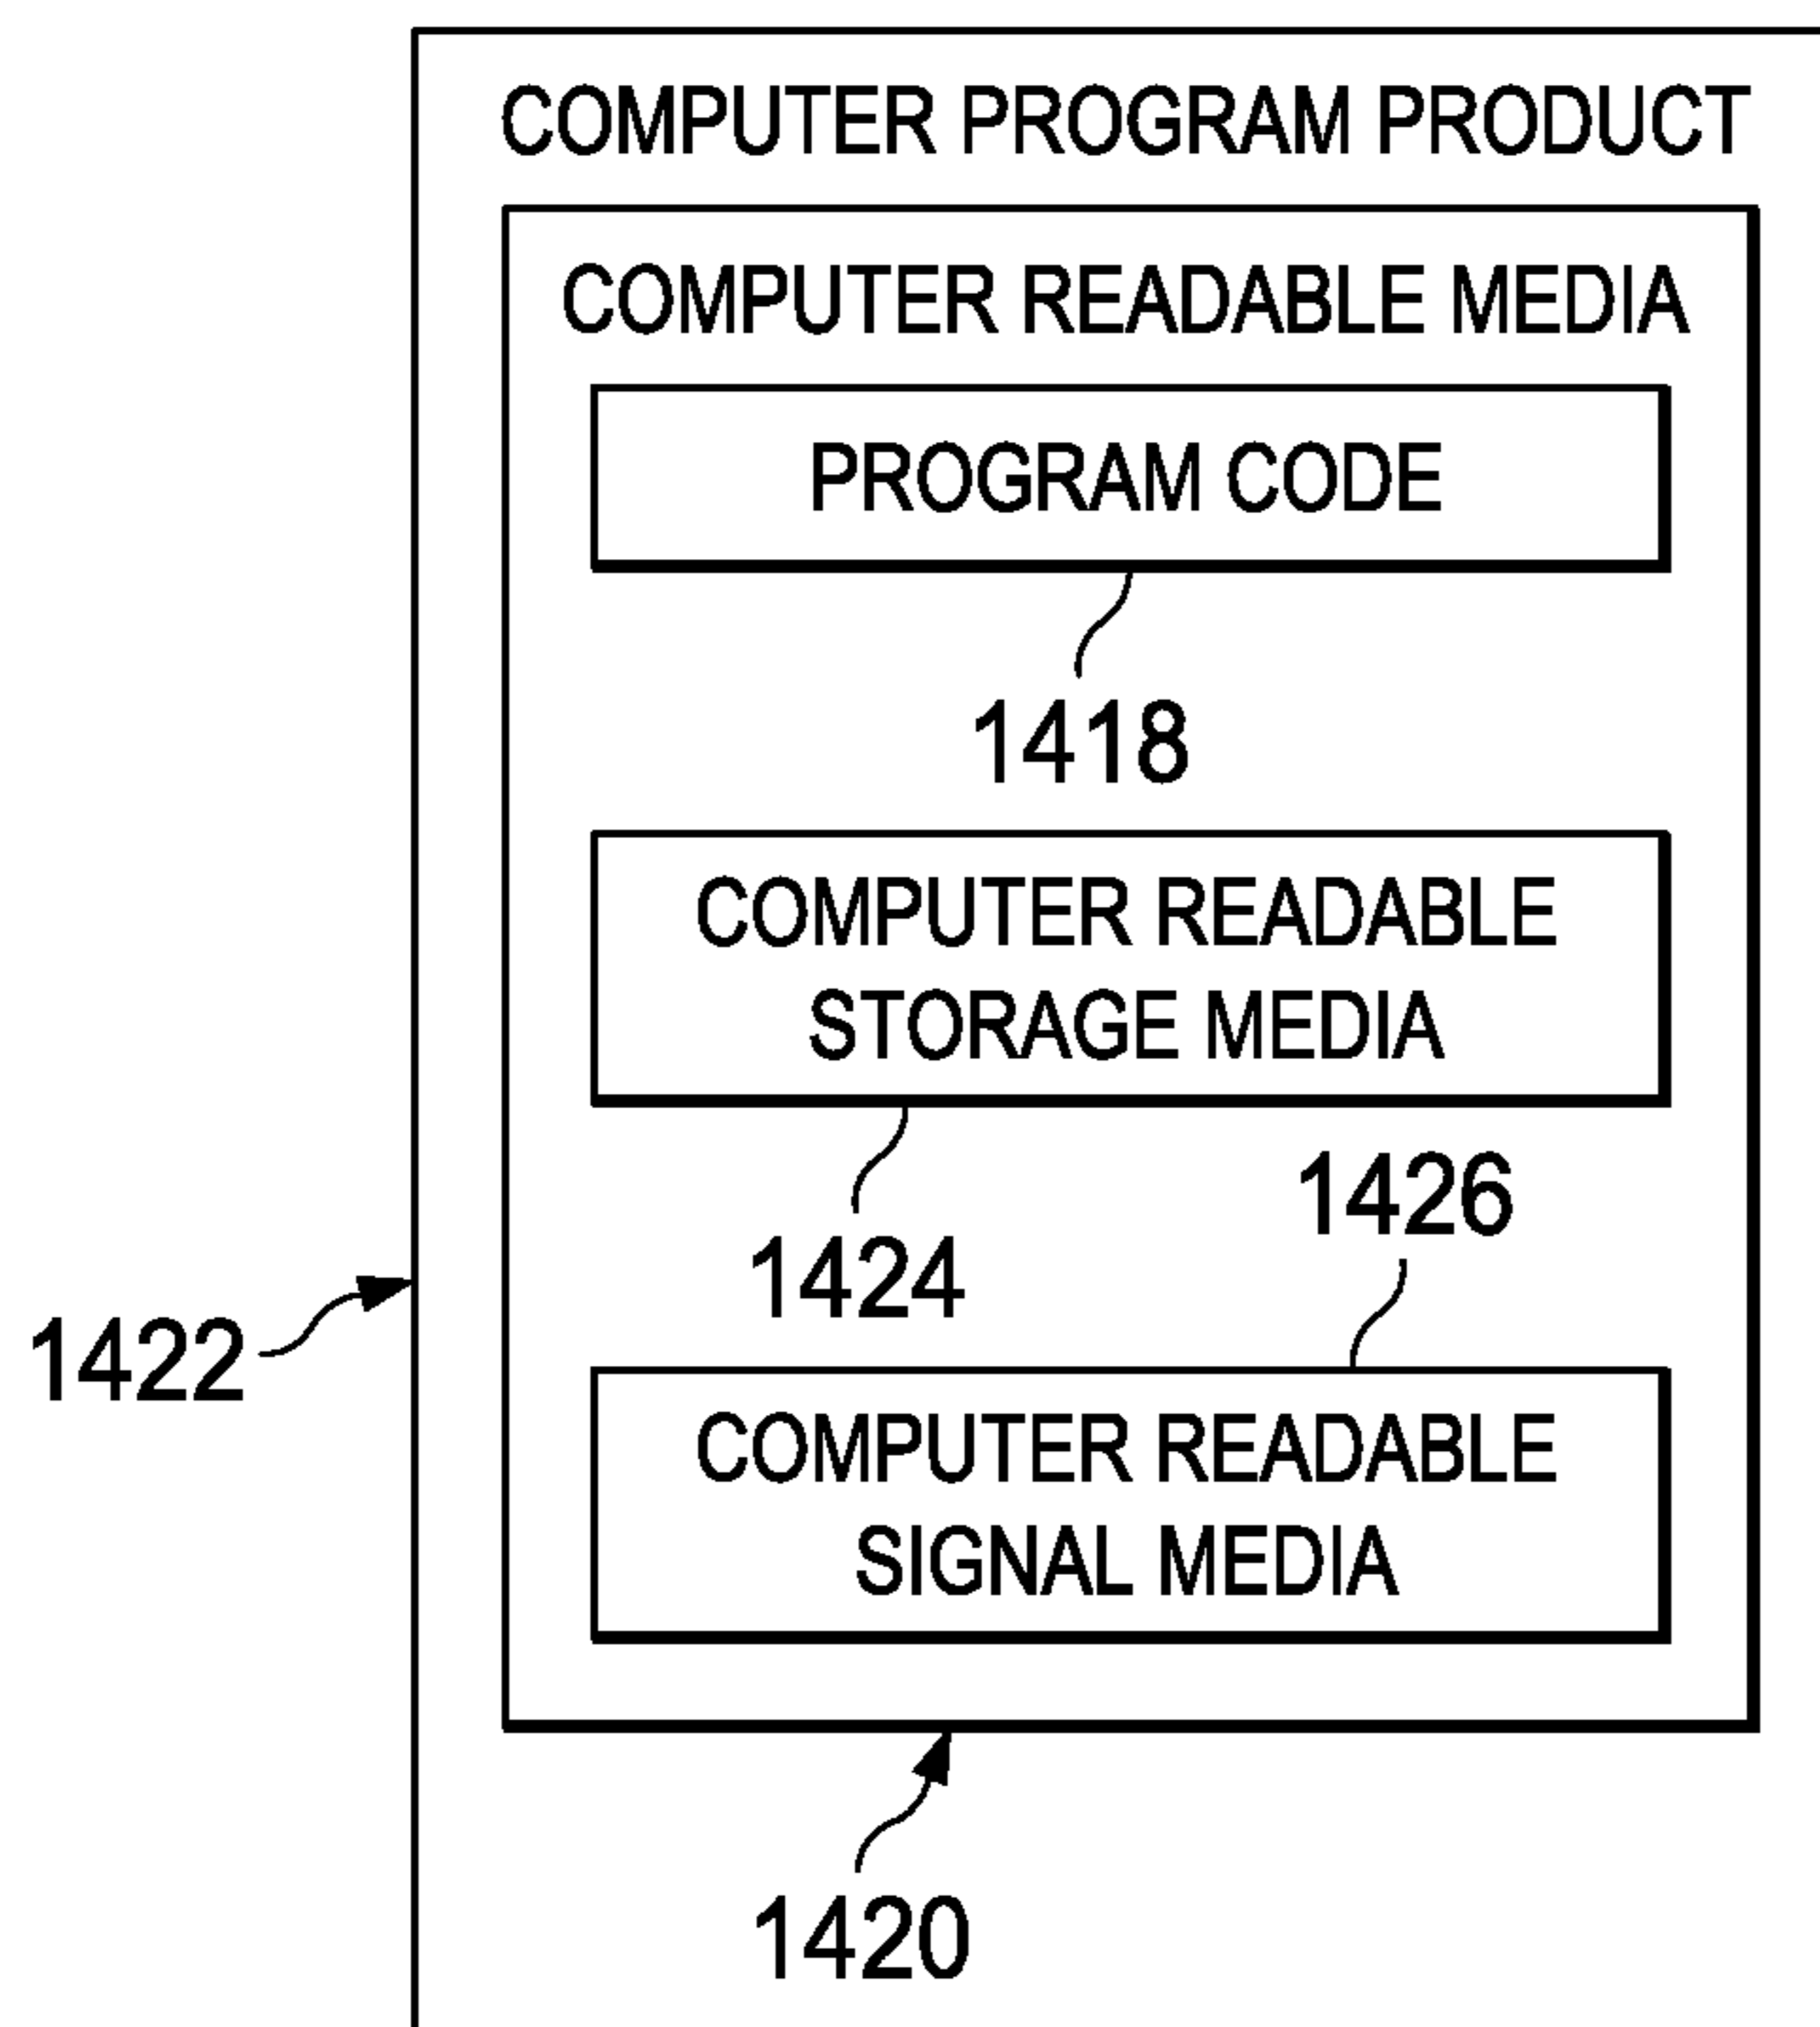 COMPUTER PROGRAM PRODUCT
COMPUTER READABLE MEDIA
PROGRAM CODE
1418
COMPUTER READABLE
STORAGE MEDIA
1424
1426
1422
COMPUTER READABLE
SIGNAL MEDIA
1420